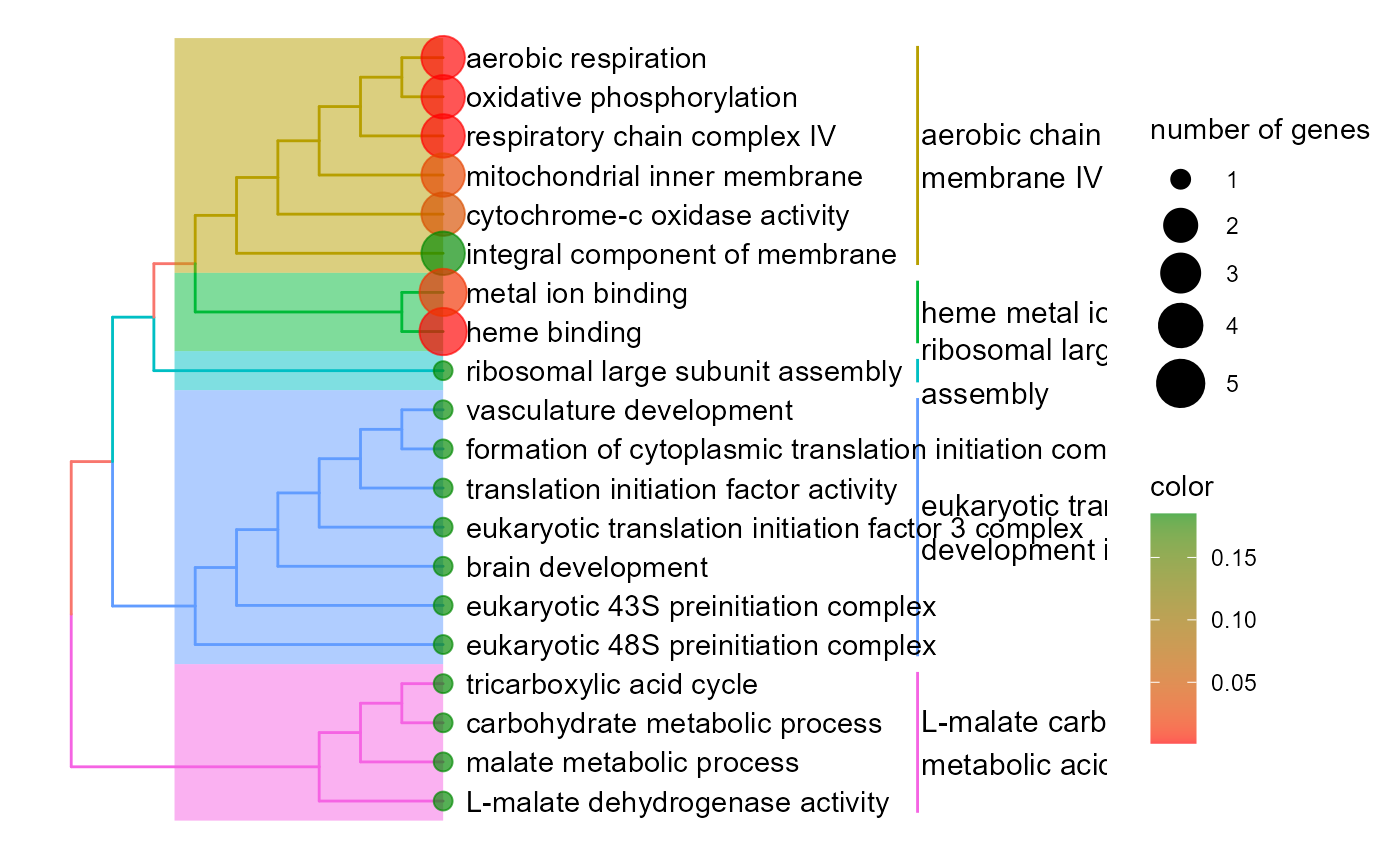 aerobic respiration
oxidative phosphorylation
respiratory chain complex IV
mitochondrial inner membrane
cytochrome-c oxidase activity
integral component of membrane
metal ion binding
heme binding
ribosomal large subunit assembly
vasculature development
formation of cytoplasmic translation initiation com
translation initiation factor activity
eukaryotic translation initiation factor 3 complex
brain development
eukaryotic 43S preinitiation complex
eukaryotic 48S preinitiation complex
tricarboxylic acid cycle
carbohydrate metabolic process
malate metabolic process
L-malate dehydrogenase activity
aerobic chain
membrane IV
heme metal
ribosomal larg
assembly
eukaryotic
development
L-malate carb
metabolic
number of genes
1
2
3
4
5
color
0.15
0.10
0.05